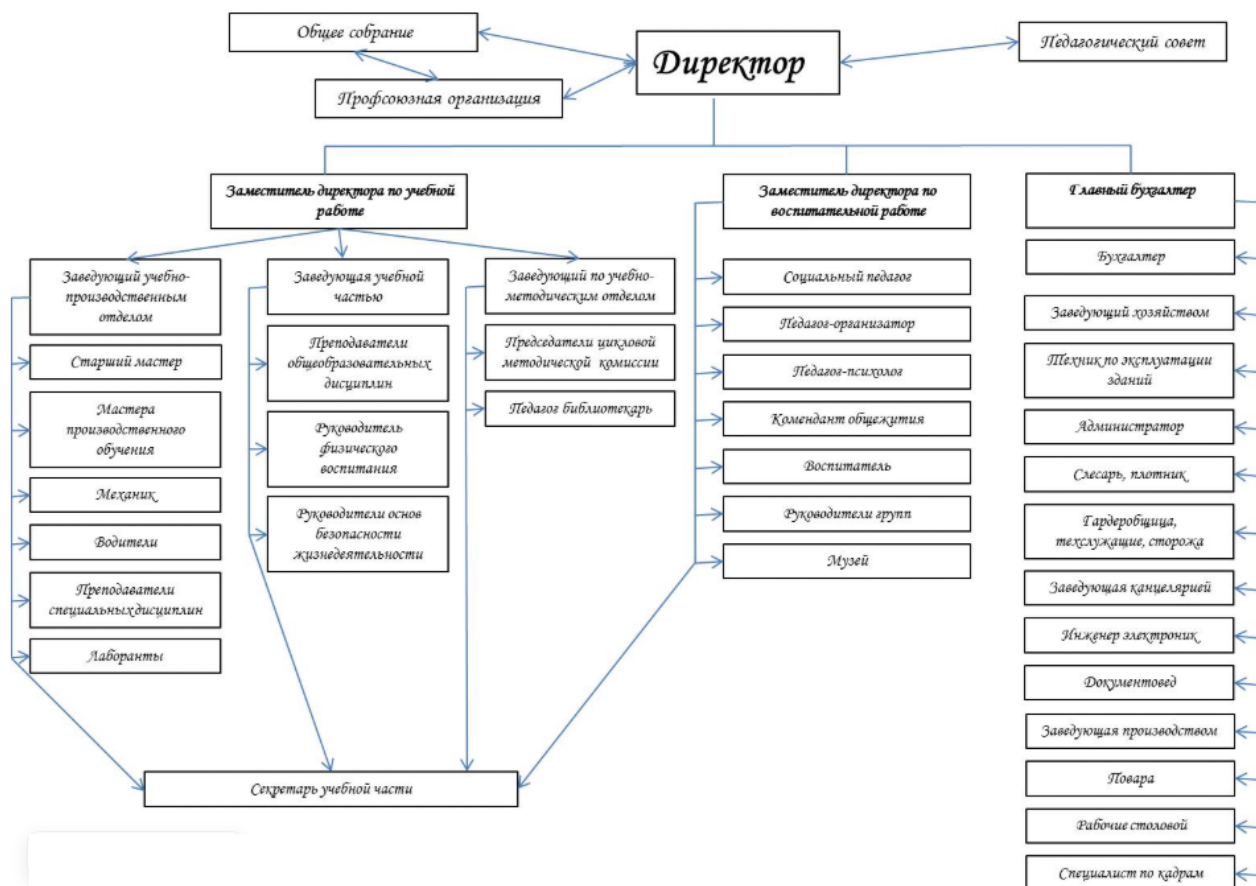 Общее собрание
Директор
Педагогический совет
Профсоюзная организация
Заместитель директора по учебной
работе
Заместитель директора по
воспитательной работе
Главный бухгалтер
Заведующий учебно-
производственным
отделом
Старший мастер
Мастера
производственного
обучения
Механик
Водители
Преподаватели
специальных дисциплин
Лаборанты
Заведующая учебной
частью
Преподаватели
общеобразовательных
дисциплин
Руководитель
физического
воспитания
Руководители основ
безопасности
жизнедеятельности
Заведующий по учебно-
методическим отделом
Председатели цикловой
методической комиссии
Педагог библиотекарь
Социальный педагог
Педагог-организатор
Педагог-психолог
Комендант общежития
Воспитатель
Руководители групп
Музей
Бухгалтер
Заведующий хозяйством
Техник по эксплуатации
зданий
Администратор
Слесарь, плотник
Гардеробщица,
техслужащие, сторожа
Заведующая канцелярией
Инженер электроник
Документовед
Заведующая производством
Повара
Рабочие столовой
Специалист по кадрам
Секретарь учебной части